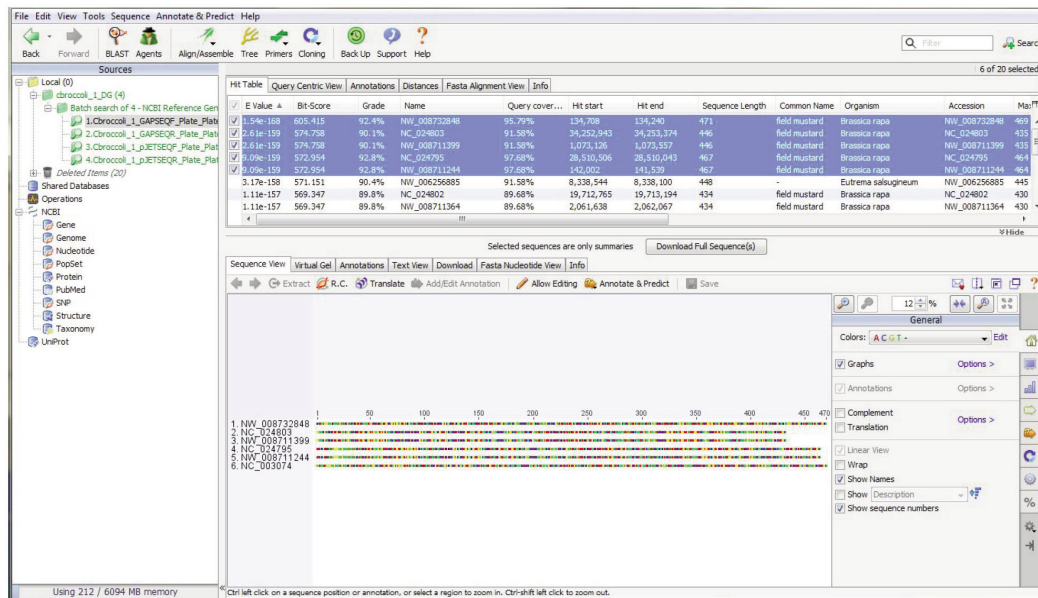 File Edit View Tools Sequence Annotate & Predict Help
Back Forward BLAST Agents Align/Assemble Tree Primers Cloning Back Up Support Help
Filter
Searc
Sources
6 of 20 selected
Local (0)
cbroccoli_1_DG (4)
Batch search of 4 - NCBI Reference Gen
1.Cbroccoli_1_GAPSEQF_Plate_Plat
2.Cbroccoli_1_GAPSEQR_Plate_Plat
3.Cbroccoli_1_pJETSEQF_Plate_Plat
4.Cbroccoli_1_pJETSEQR_Plate_Plat
Deleted Items (20)
Shared Databases
Operations
NCBI
Gene
Genome
Nucleotide
PopSet
Protein
PubMed
SNP
Structure
Taxonomy
UniProt
Using 212 / 6094 MB memory
Hit Table Query Centric View Annotations Distances Fasta Alignment View Info
E Value Bit-Score Grade Name Query cover... Hit start Hit end Sequence Length Common Name Organism Accession
1.54e-168 605.415 92.4% NW_008732848 95.79% 134,708 134,240 471 field mustard Brassica rapa NW_008732848 469
2.61e-159 574.758 90.1% NC_024803 91.58% 34,252,943 34,253,374 446 field mustard Brassica rapa NC_024803 435
2.61e-159 574.758 90.1% NW_008711399 91.58% 1,073,126 1,073,557 446 field mustard Brassica rapa NW_008711399 435
9.09e-159 572.954 92.8% NC_024795 97.68% 28,510,506 28,510,043 467 field mustard Brassica rapa NC_024795 464
9.09e-159 572.954 92.8% NW_008711244 97.68% 142,002 141,539 467 field mustard Brassica rapa NW_008711244 464
3.17e-158 571.151 90.4% NW_006256885 91.58% 8,338,544 8,338,100 448 - Eutrema salsugineum NW_006256885 445
1.11e-157 569.347 89.8% NC_024802 89.68% 19,712,765 19,713,194 434 field mustard Brassica rapa NC_024802 430
1.11e-157 569.347 89.8% NW_008711364 89.68% 2,061,638 2,062,067 434 field mustard Brassica rapa NW_008711364 430
Hide
Selected sequences are only summaries Download Full Sequence(s)
Sequence View Virtual Gel Annotations Text View Download Fasta Nucleotide View Info
Extract R.C. Translate Add/Edit Annotation Allow Editing Annotate & Predict Save
1 50 100 150 200 250 300 350 400 450 470
1. NW_008732848
2. NC_024803
3. NW_008711399
4. NC_024795
5. NW_008711244
6. NC_003074
12 %
General
Colors: A C G T - Edit
Graphs Options >
Annotations Options >
Complement
Options >
Translation
Linear View
Wrap
Show Names
Show Description
Show sequence numbers
%
Ctrl left click on a sequence position or annotation, or select a region to zoom in. Ctrl-shift left click to zoom out.